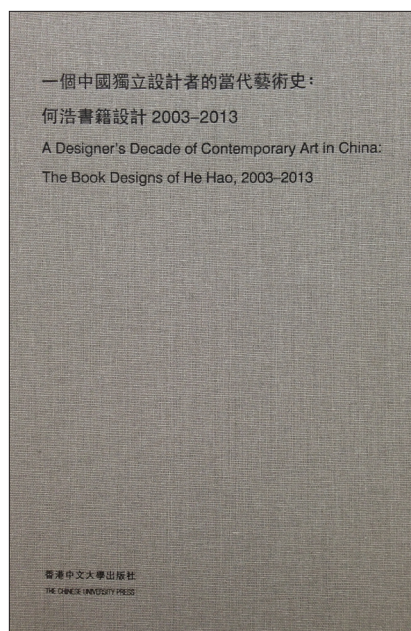 一個中國獨立設計者的當代藝術史：
何浩書籍設計 2003–2013
A Designer's Decade of Contemporary Art in China:
The Book Designs of He Hao, 2003–2013
香港中文大學出版社
THE CHINESE UNIVERSITY PRESS